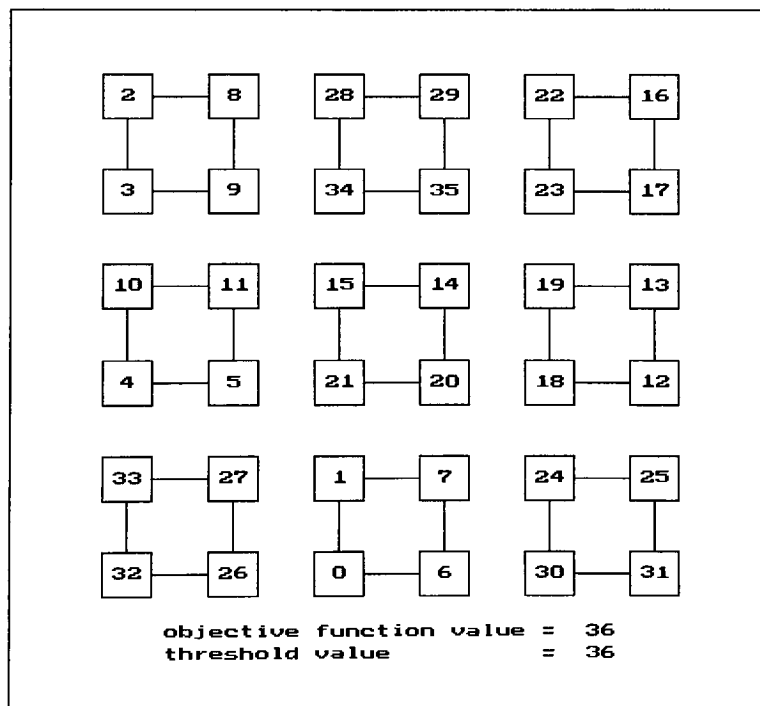 2 8 28 29 22 16
3 9 34 35 23 17
10 11 15 14 19 13
4 5 21 20 18 12
33 27 1 7 24 25
32 26 0 6 30 31
objective function value = 36
threshold value = 36